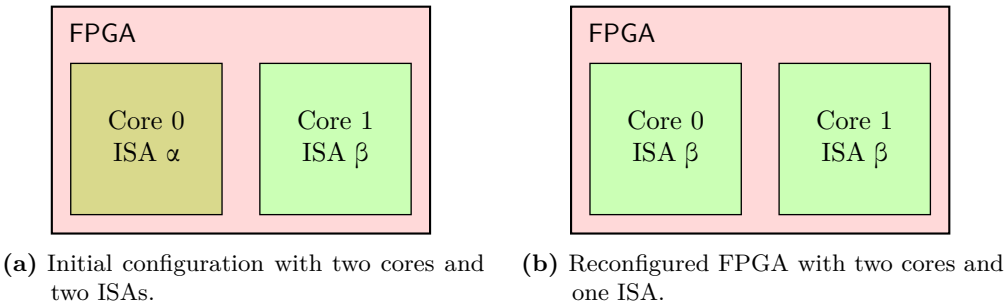 FPGA
Core 0
ISA α
Core 1
ISA β
(a) Initial configuration with two cores and
two ISAs.
FPGA
Core 0
ISA β
Core 1
ISA β
(b) Reconfigured FPGA with two cores and
one ISA.